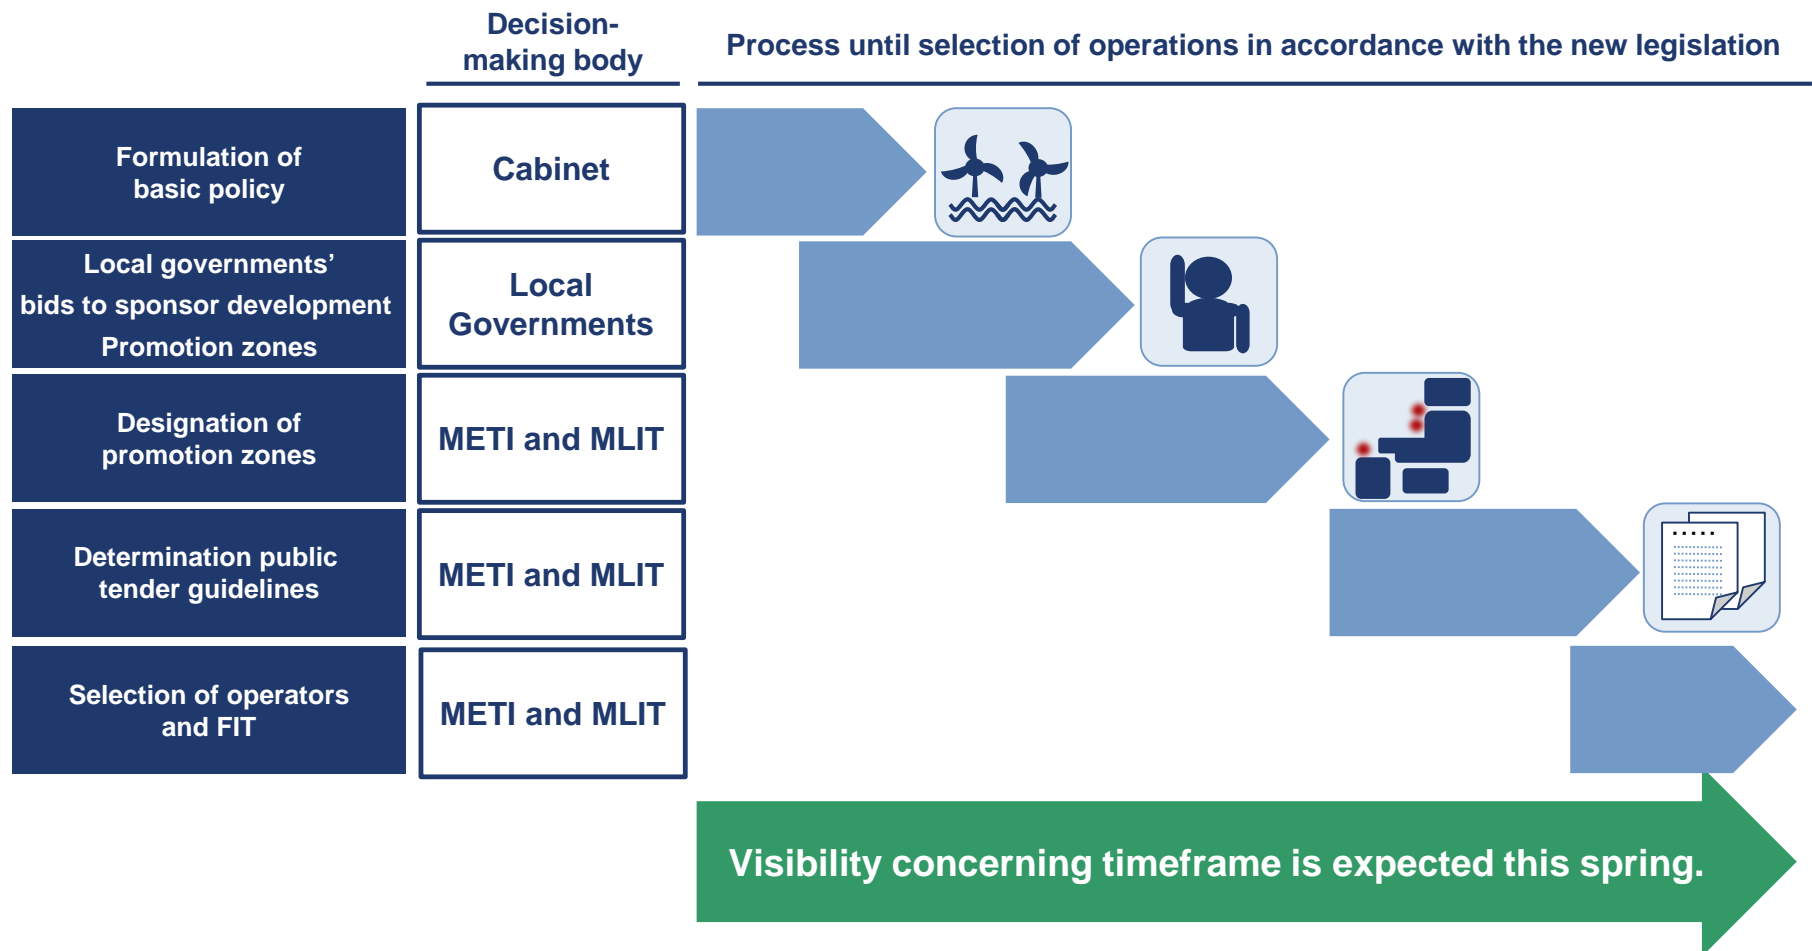 Decision-
making body
Process until selection of operations in accordance with the new legislation
Formulation of
basic policy
Cabinet
Local governments’
bids to sponsor development
Promotion zones
Local
Governments
Designation of
promotion zones
METI and MLIT
Determination public
tender guidelines
METI and MLIT
Selection of operators
and FIT
METI and MLIT
Visibility concerning timeframe is expected this spring.